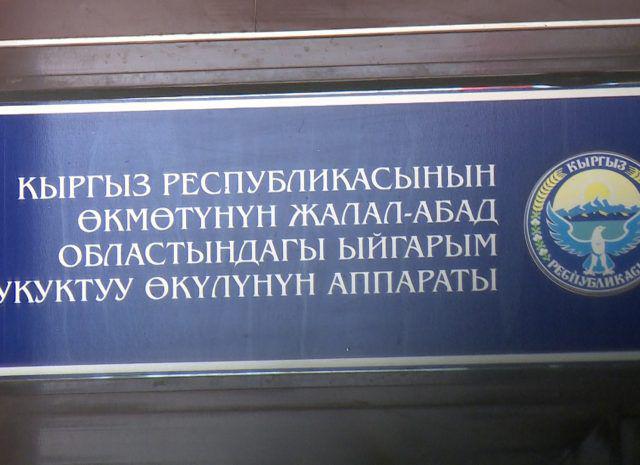 КЫРГЫЗ РЕСПУБЛИКАСЫНЫН
ӨКМӨТҮНҮН ЖАЛАЛ-АБАД
ОБЛАСТЫНДАГЫ ЫЙГАРЫМ
УКУКТУУ ӨКҮЛҮНҮН АППАРАТЫ
КЫРГЫЗ
РЕСПУБЛИКАСЫ